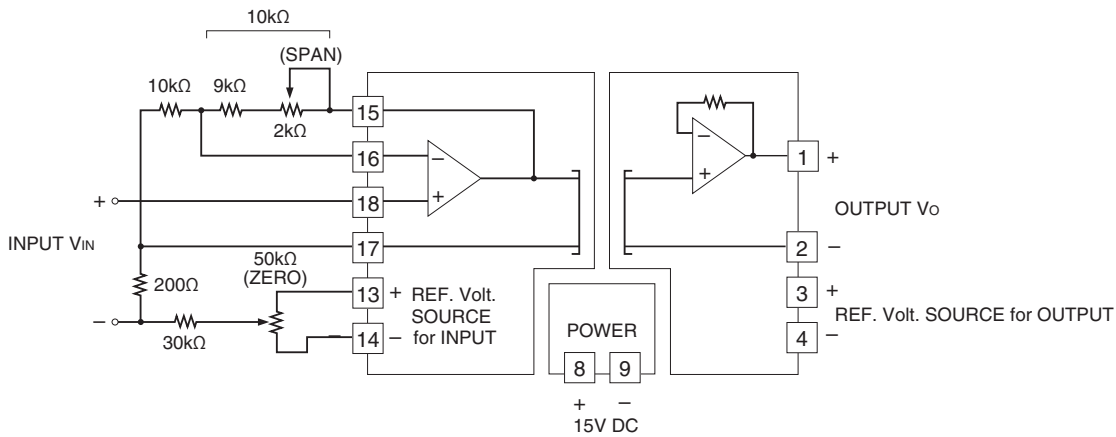 10kΩ
(SPAN)
10kΩ
9kΩ
2kΩ
15
16
18
17
13
14
−
+
+
INPUT VIN
−
200Ω
30kΩ
50kΩ
(ZERO)
+
−
REF. Volt.
SOURCE
for INPUT
−
+
1
+
OUTPUT VO
2
−
3
+
REF. Volt. SOURCE for OUTPUT
4
−
POWER
8
9
+
−
15V DC